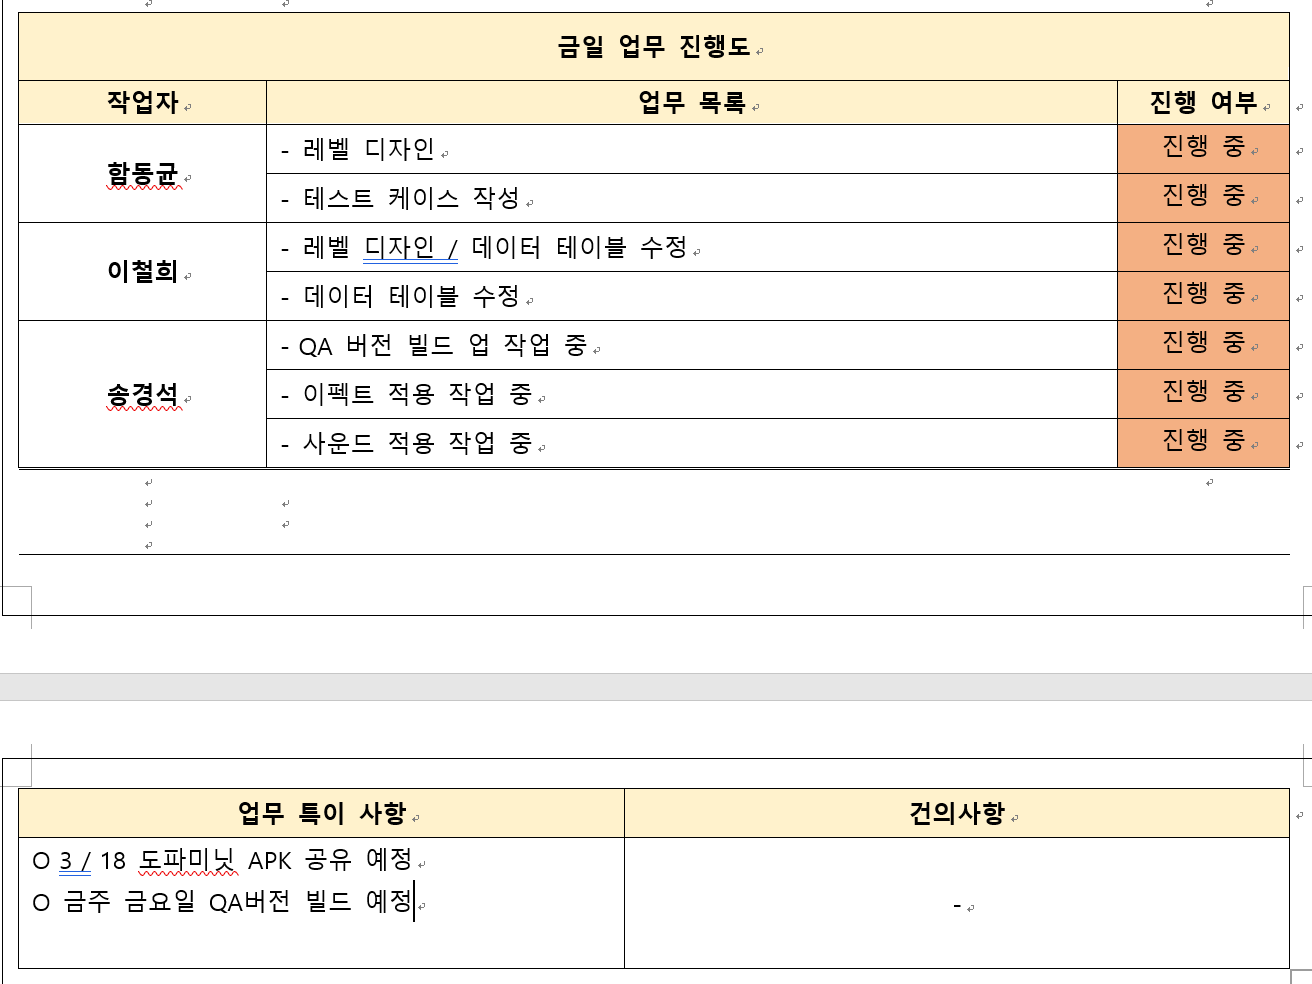 금일 업무 진행도
작업자 업무 목록 진행 여부
함동균
- 레벨 디자인 진행 중
- 테스트 케이스 작성 진행 중
이철희
- 레벨 디자인 / 데이터 테이블 수정 진행 중
- 데이터 테이블 수정 진행 중
송경석
- QA 버전 빌드 업 작업 중 진행 중
- 이펙트 적용 작업 중 진행 중
- 사운드 적용 작업 중 진행 중
업무 특이 사항 건의사항
O 3 / 18 도파미닛 APK 공유 예정
O 금주 금요일 QA버전 빌드 예정
-